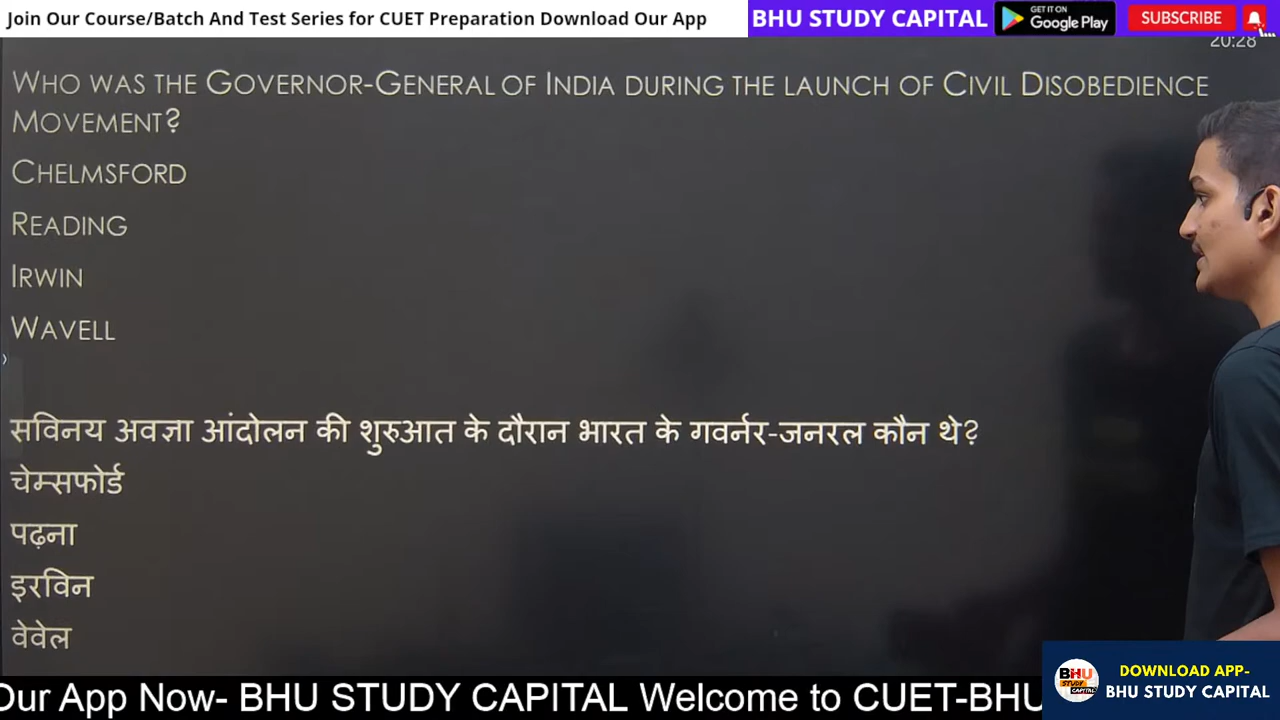 Join Our Course/Batch And Test Series for CUET Preparation Download Our App
BHU STUDY CAPITAL
GET IT ON
Google Play
SUBSCRIBE
20:28
WHO WAS THE GOVERNOR-GENERAL OF INDIA DURING THE LAUNCH OF CIVIL DISOBEDIENCE
MOVEMENT?
CHELMSFORD
READING
IRWIN
WAVELL
सविनय अवज्ञा आंदोलन की शुरुआत के दौरान भारत के गवर्नर-जनरल कौन थे?
चेम्सफोर्ड
पढ़ना
इरविन
वेवेल
BHU
STUDY
CAPITAL
DOWNLOAD APP-
BHU STUDY CAPITAL
Our App Now- BHU STUDY CAPITAL Welcome to CUET-BHU